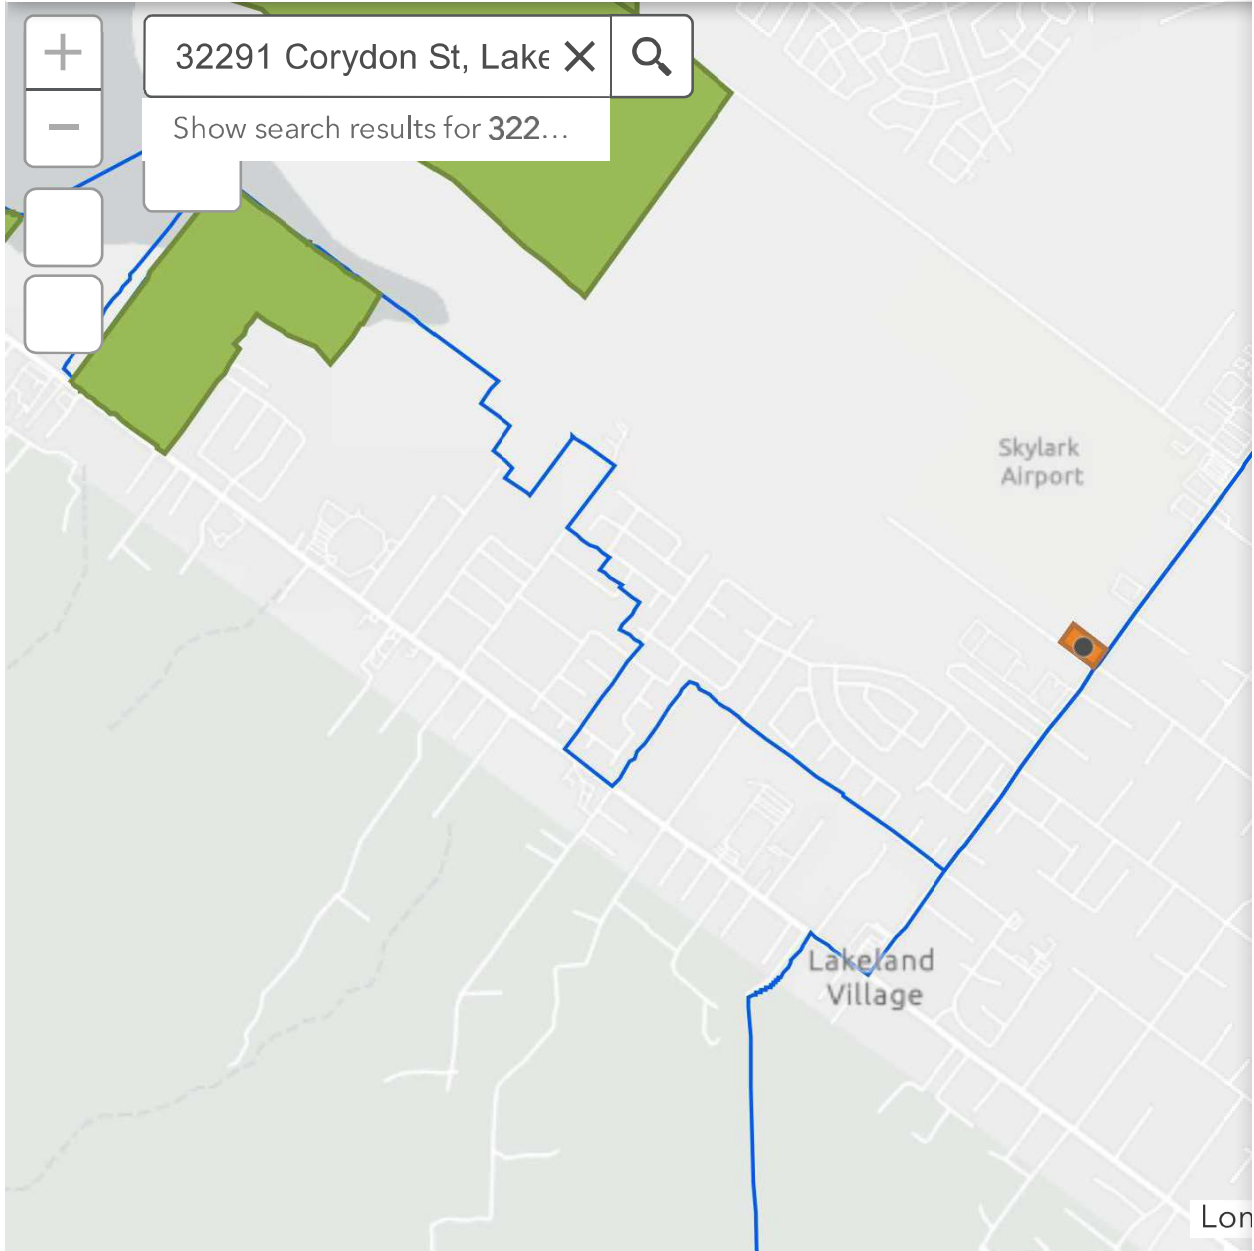 32291 Corydon St, Lake
Show search results for 322...
Skylark
Airport
Lakeland
Village
Lon